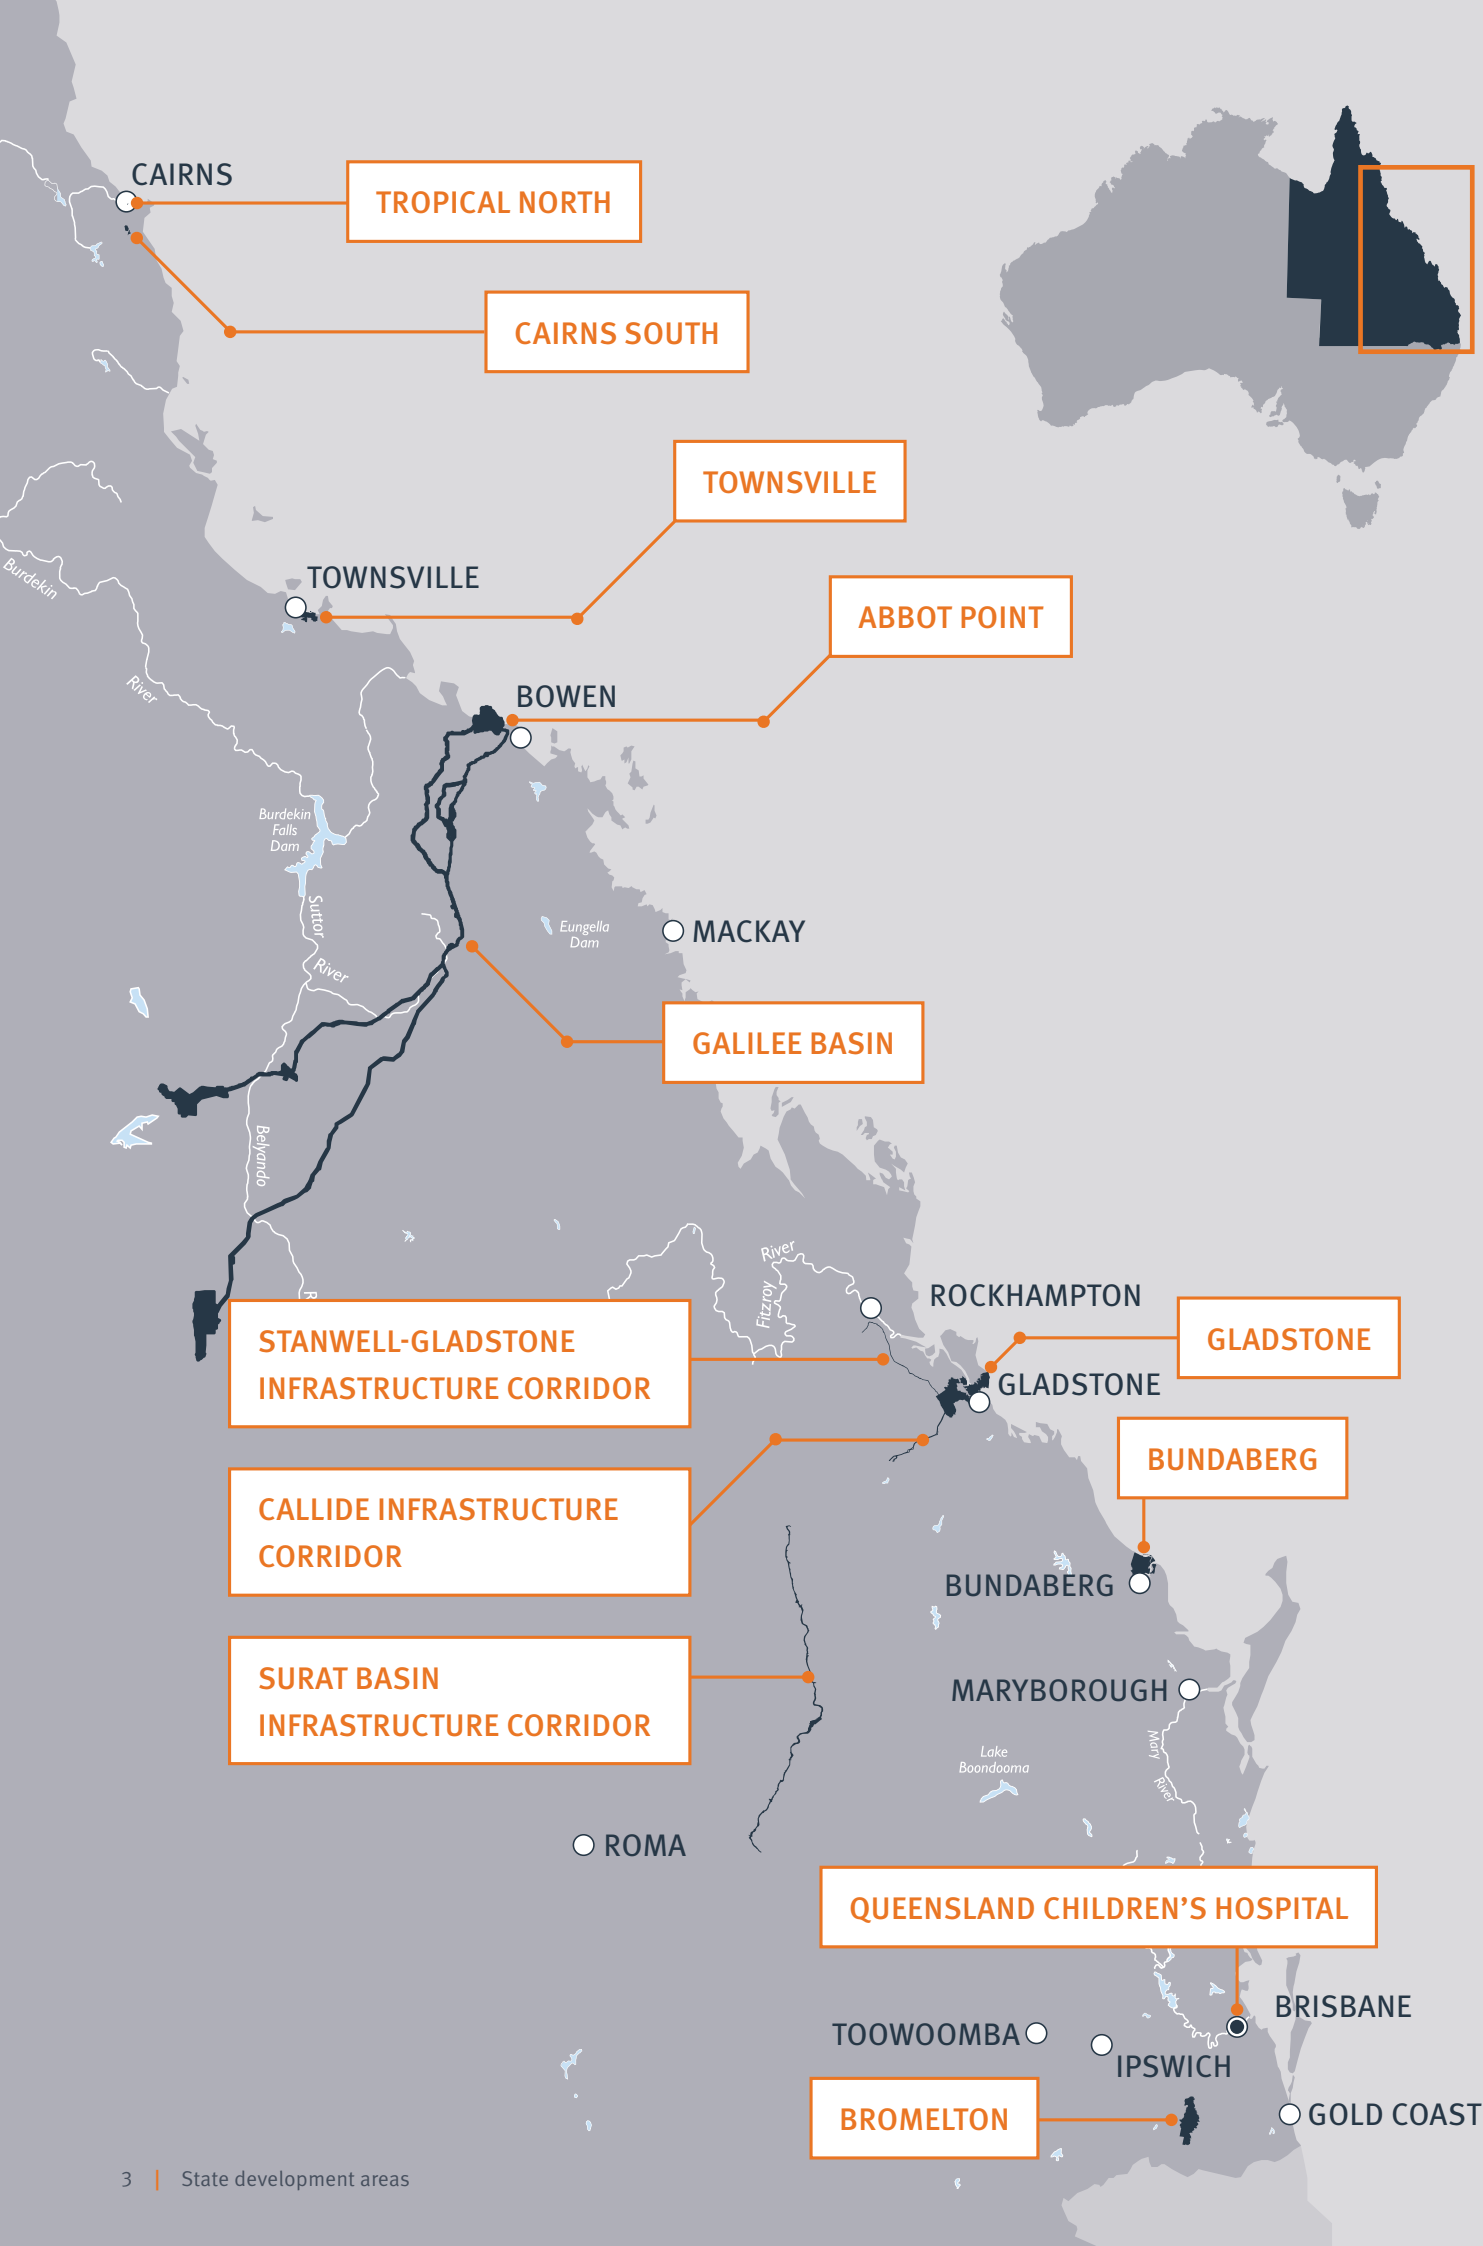 CAIRNS
TROPICAL NORTH
CAIRNS SOUTH
TOWNSVILLE
Burdekin
TOWNSVILLE
ABBOT POINT
River
BOWEN
Burdekin
Falls
Dam
Suttor
Eungella
Dam
MACKAY
River
GALILEE BASIN
Belyando
River
Fitzroy
R
ROCKHAMPTON
STANWELL-GLADSTONE
INFRASTRUCTURE CORRIDOR
GLADSTONE
GLADSTONE
BUNDABERG
CALLIDE INFRASTRUCTURE
CORRIDOR
BUNDABERG
SURAT BASIN
INFRASTRUCTURE CORRIDOR
MARYBOROUGH
Mary
River
Lake
Boondooma
ROMA
QUEENSLAND CHILDREN’S HOSPITAL
BRISBANE
TOOWOOMBA
IPSWICH
BROMELTON
GOLD COAST
3 | State development areas